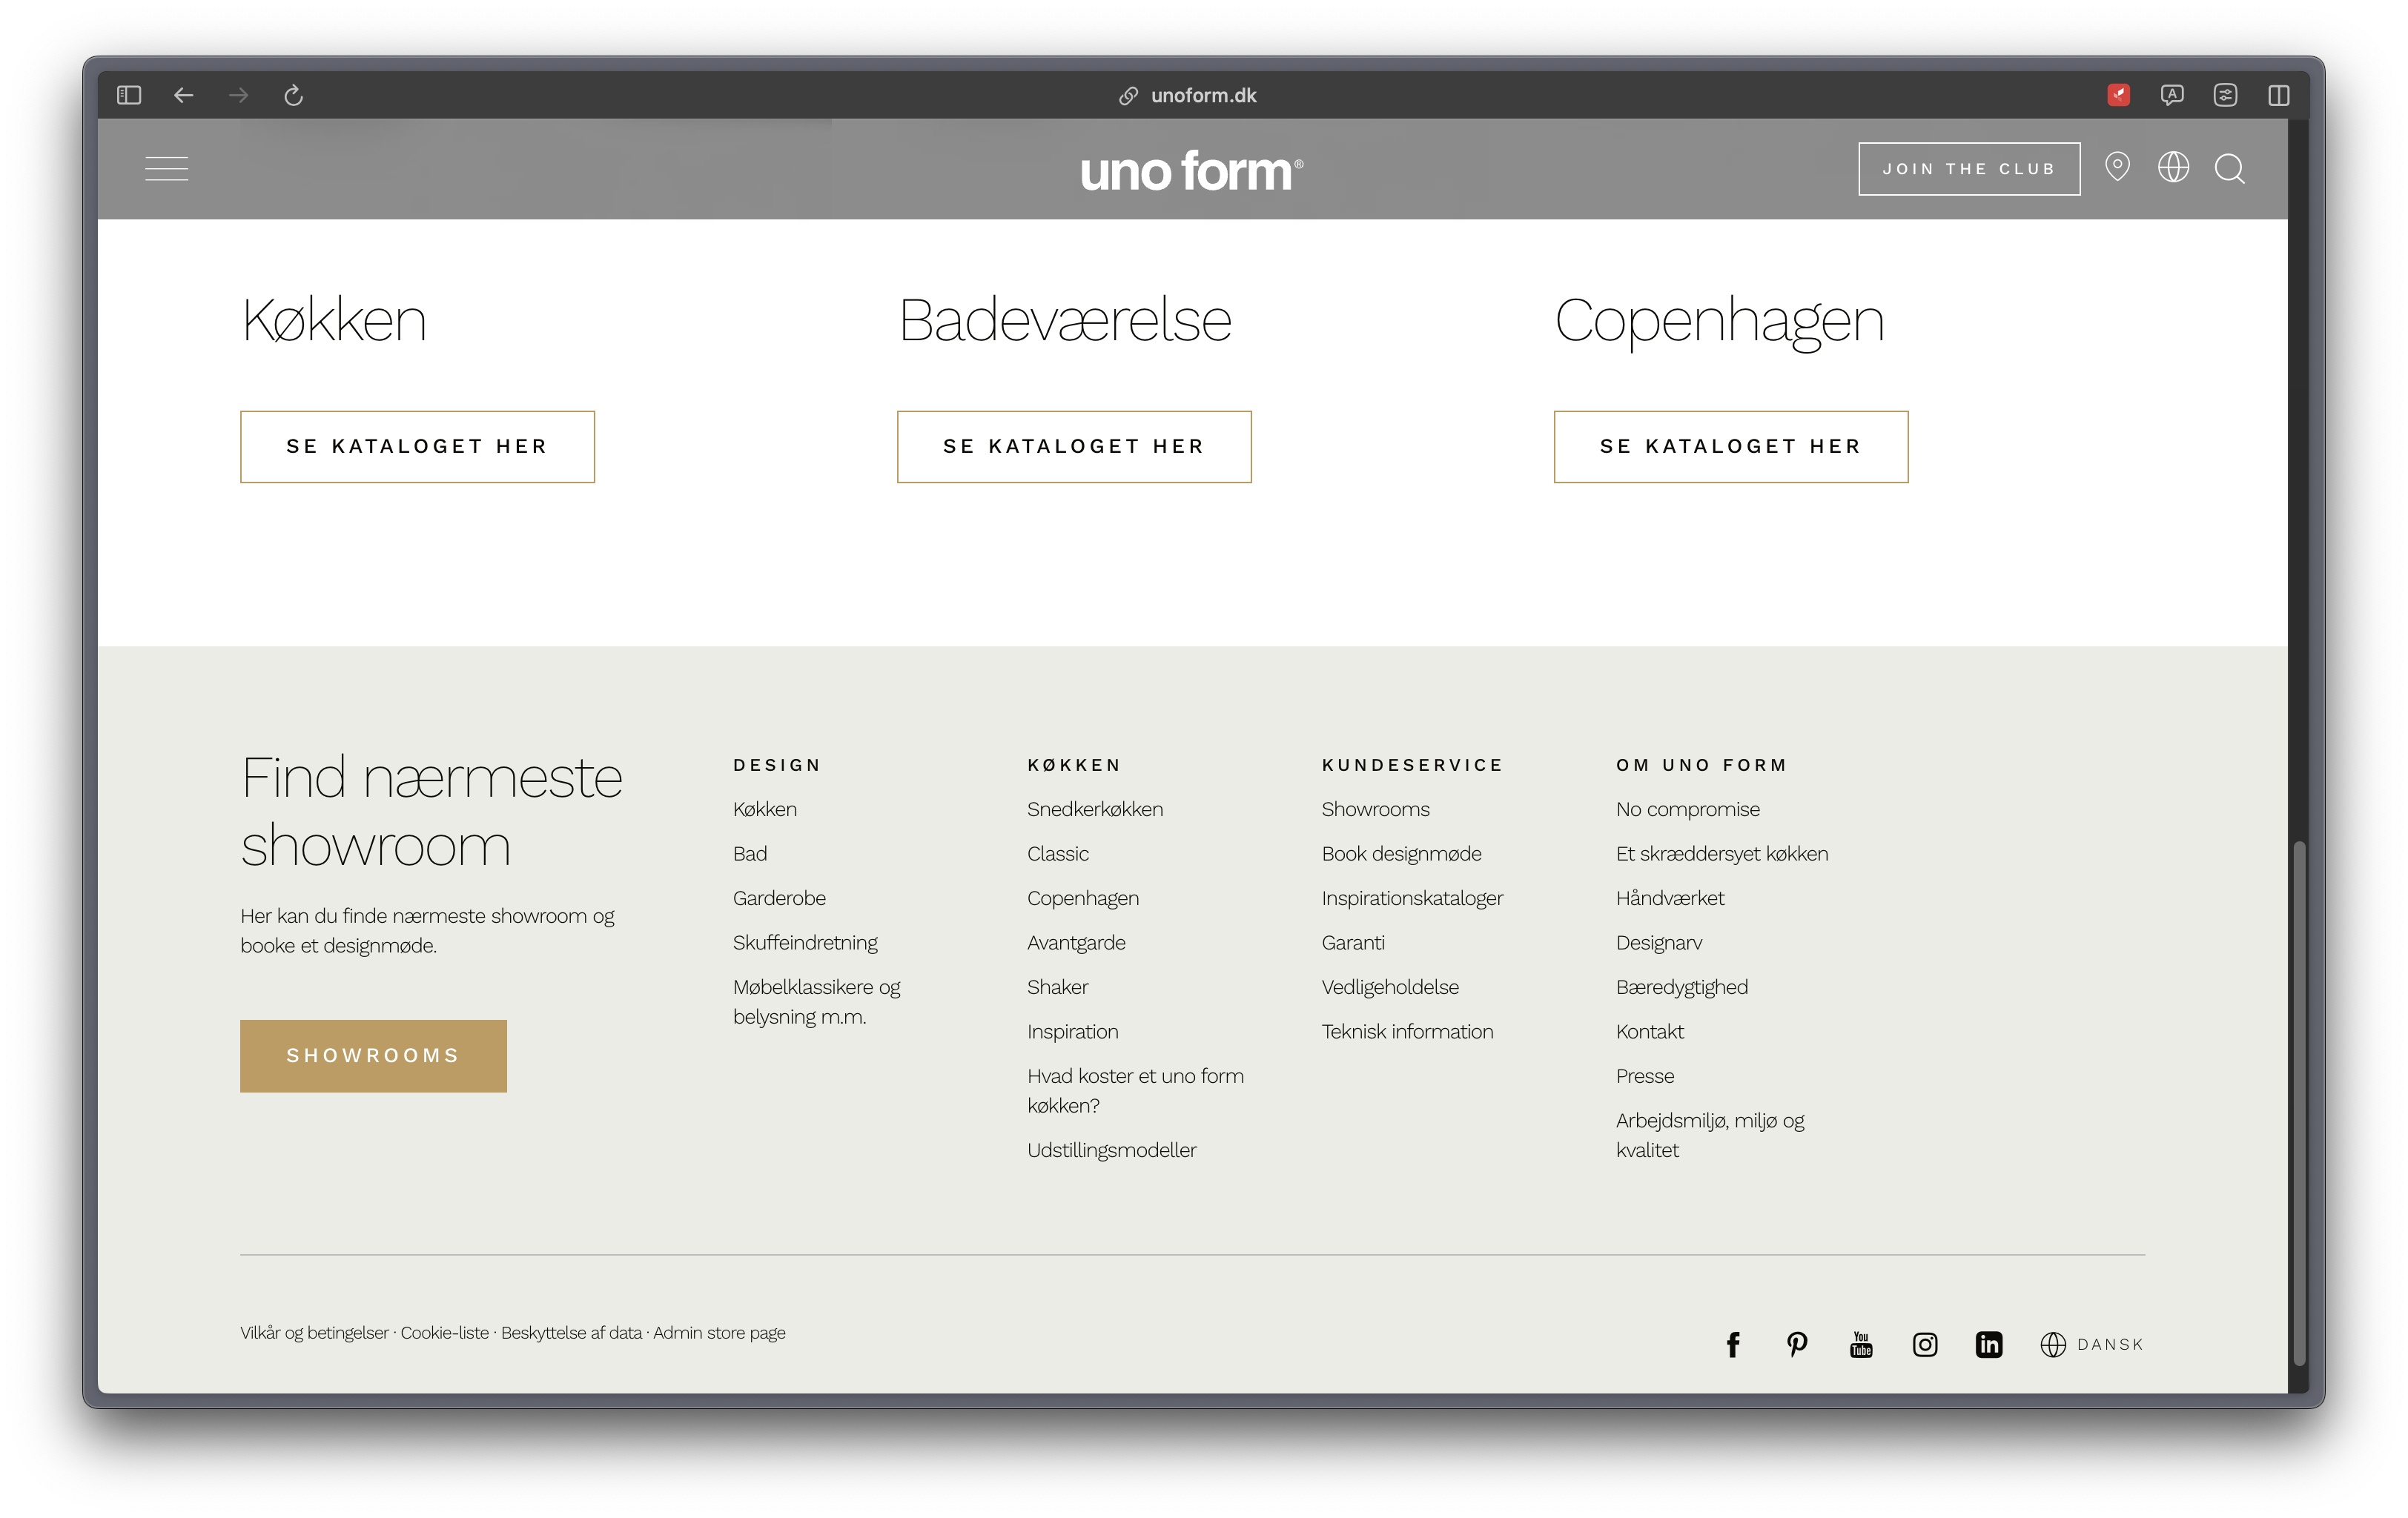 unoform.dk
uno form®
JOIN THE CLUB
Køkken
Badeværelse
Copenhagen
SE KATALOGET HER
SE KATALOGET HER
SE KATALOGET HER
Find nærmeste
showroom
Her kan du finde nærmeste showroom og
booke et designmøde.
SHOWROOMS
DESIGN
Køkken
Bad
Garderobe
Skuffeindretning
Møbelklassikere og
belysning m.m.
KØKKEN
Snedkerkøkken
Classic
Copenhagen
Avantgarde
Shaker
Inspiration
Hvad koster et uno form
køkken?
Udstillingsmodeller
KUNDESERVICE
Showrooms
Book designmøde
Inspirationskataloger
Garanti
Vedligeholdelse
Teknisk information
OM UNO FORM
No compromise
Et skræddersyet køkken
Håndværket
Designarv
Bæredygtighed
Kontakt
Presse
Arbejdsmiljø, miljø og
kvalitet
Vilkår og betingelser · Cookie-liste · Beskyttelse af data · Admin store page
You
Tube
in
DANSK